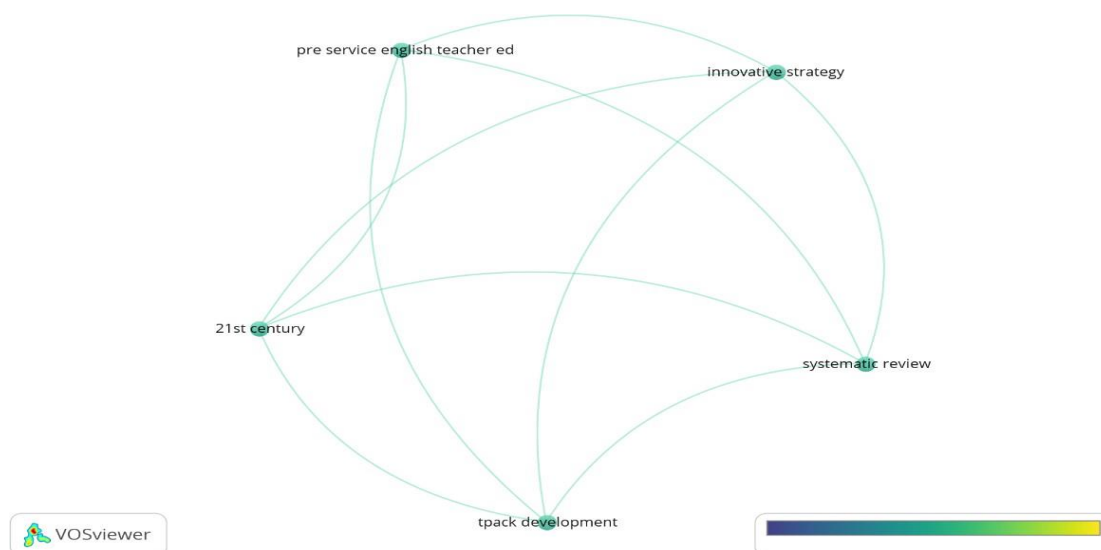 pre service english teacher ed
innovative strategy
21st century
systematic review
tpack development
VOSviewer